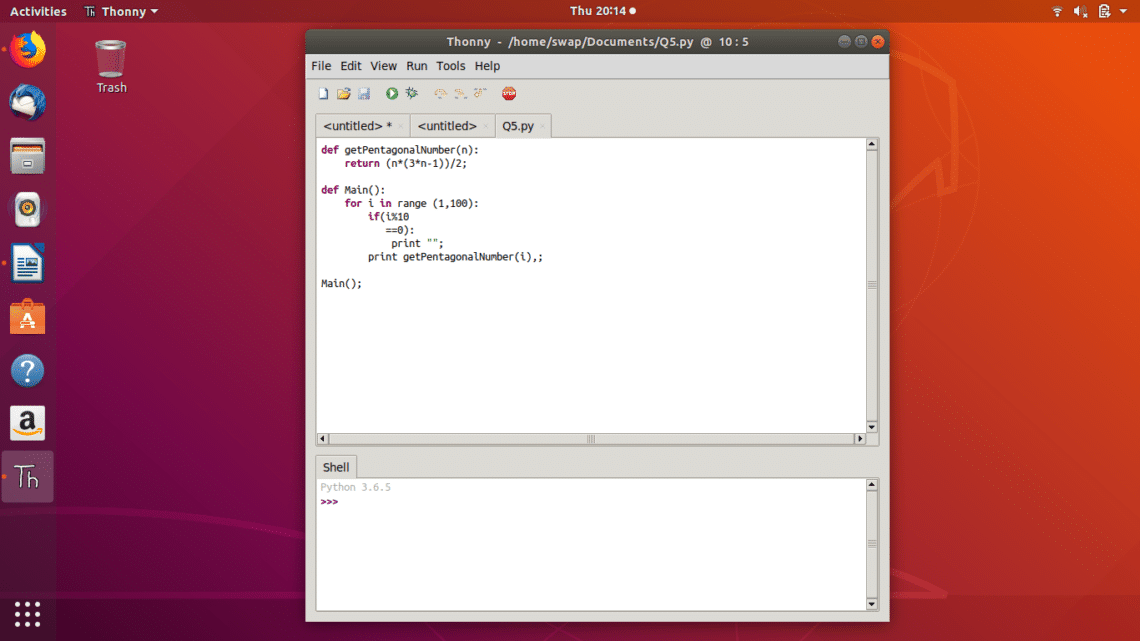 Activities Thonny Thu 20:14
Trash
Thonny - /home/swap/Documents/Q5.py @ 10 : 5
File Edit View Run Tools Help
STOP
<untitled> * <untitled> Q5.py
def getPentagonalNumber(n):
    return (n*(3*n-1))/2;
def Main():
    for i in range (1,100):
        if(i%10
           ==0):
            print "";
        print getPentagonalNumber(i),;
Main();
Shell
Python 3.6.5
>>>
Th